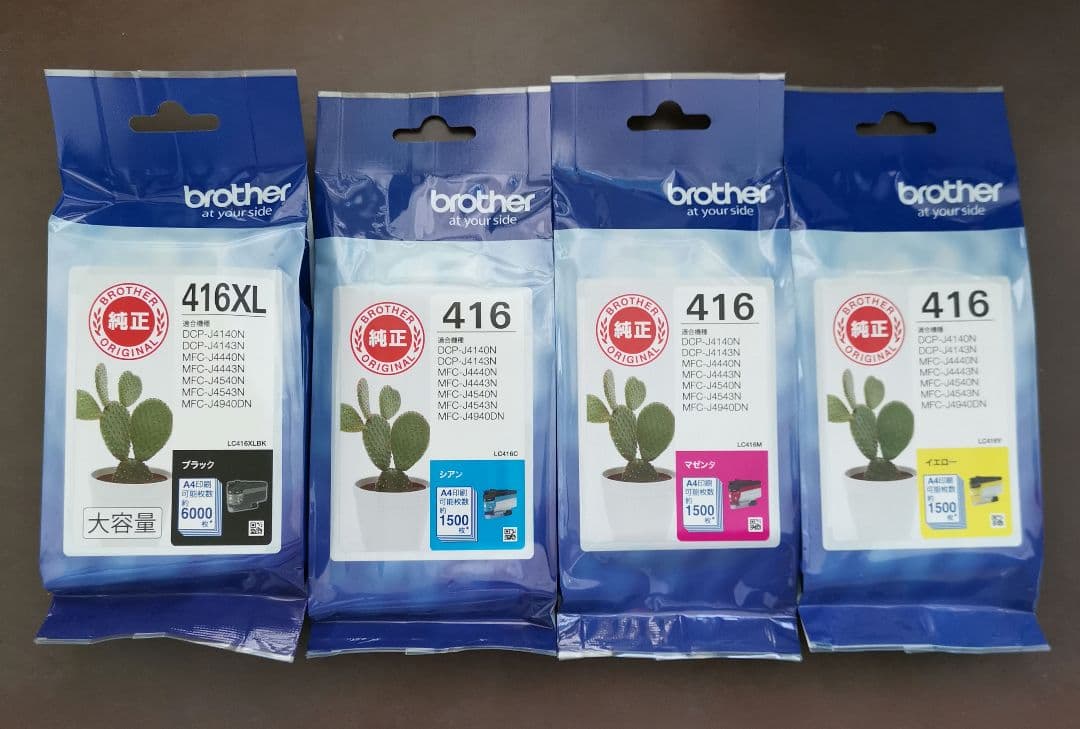 brother
at your side
BROTHER
純正
ORIGINAL
416XL
適合機種
DCP-J4140N
DCP-J4143N
MFC-J4440N
MFC-J4443N
MFC-J4540N
MFC-J4543N
MFC-J4940DN
LC416XLBK
ブラック
A4印刷
可能枚数
約
6000
枚*
大容量
brother
at your side
BROTHER
純正
ORIGINAL
416
適合機種
DCP-J4140N
DCP-J4143N
MFC-J4440N
MFC-J4443N
MFC-J4540N
MFC-J4543N
MFC-J4940DN
LC416C
シアン
A4印刷
可能枚数
約
1500
枚*
brother
at your side
BROTHER
純正
ORIGINAL
416
適合機種
DCP-J4140N
DCP-J4143N
MFC-J4440N
MFC-J4443N
MFC-J4540N
MFC-J4543N
MFC-J4940DN
LC416M
マゼンタ
A4印刷
可能枚数
約
1500
枚*
brother
at your side
BROTHER
純正
ORIGINAL
416
適合機種
DCP-J4140N
DCP-J4143N
MFC-J4440N
MFC-J4443N
MFC-J4540N
MFC-J4543N
MFC-J4940DN
LC416Y
イエロー
A4印刷
可能枚数
約
1500
枚*